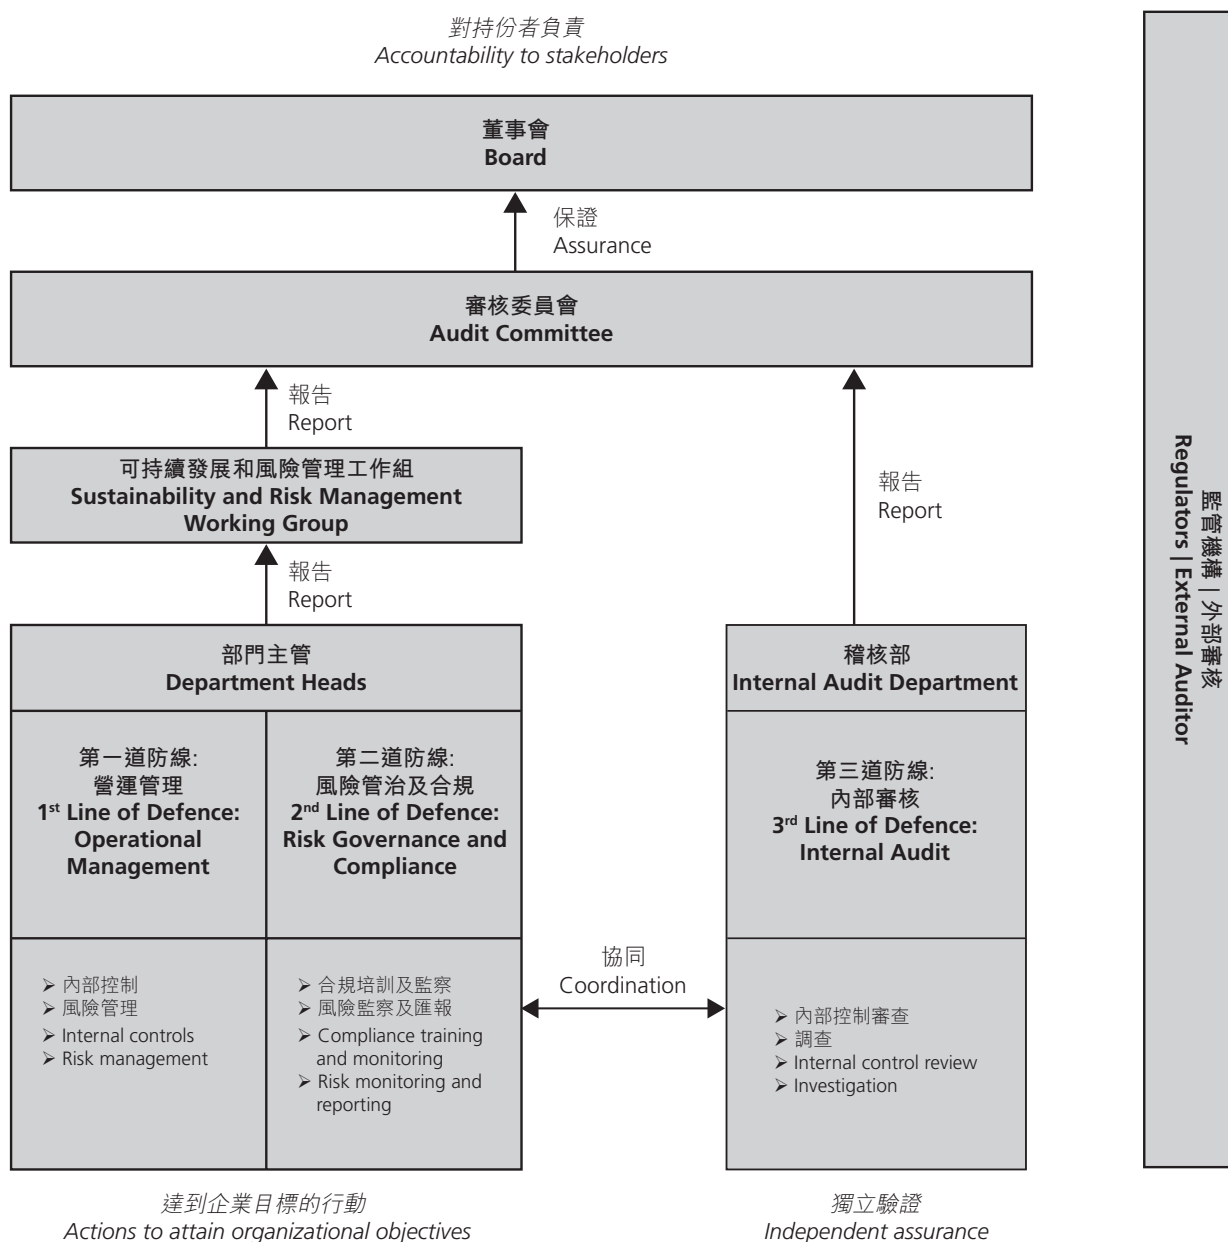 對持份者負責
Accountability to stakeholders
董事會
Board
保證
Assurance
審核委員會
Audit Committee
報告
Report
可持續發展和風險管理工作組
Sustainability and Risk Management
Working Group
報告
Report
報告
Report
部門主管
Department Heads
第一道防線:
營運管理
1st Line of Defence:
Operational
Management
第二道防線:
風險管治及合規
2nd Line of Defence:
Risk Governance and
Compliance
➢ 內部控制
➢ 風險管理
➢ Internal controls
➢ Risk management
➢ 合規培訓及監察
➢ 風險監察及匯報
➢ Compliance training
and monitoring
➢ Risk monitoring and
reporting
協同
Coordination
稽核部
Internal Audit Department
第三道防線:
內部審核
3rd Line of Defence:
Internal Audit
➢ 內部控制審查
➢ 調查
➢ Internal control review
➢ Investigation
達到企業目標的行動
Actions to attain organizational objectives
獨立驗證
Independent assurance
監管機構 | 外部審核
Regulators | External Auditor